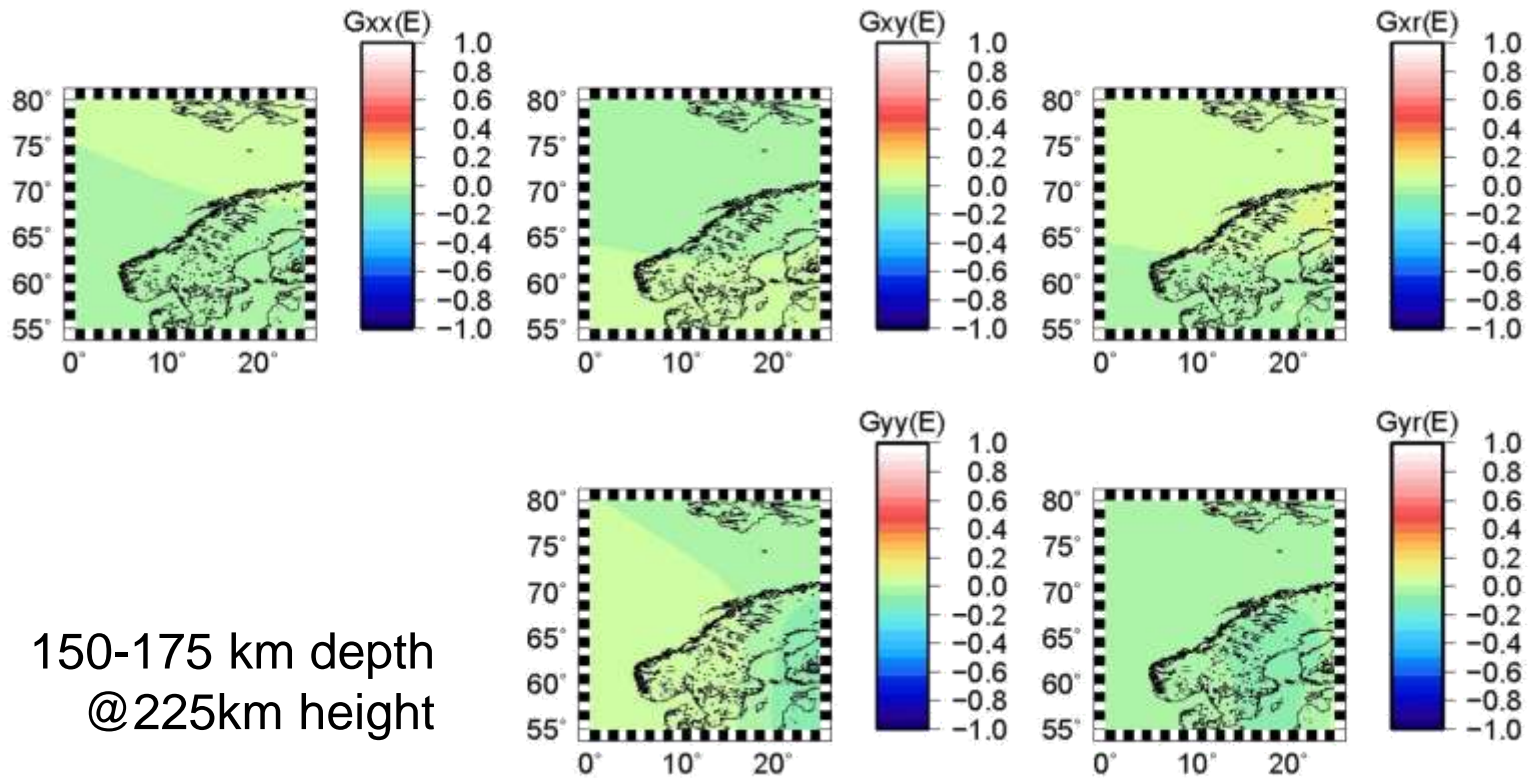 Gxx(E) Gxy(E) Gxr(E)
1.0 1.0 1.0
0.8 0.8 0.8
0.6 0.6 0.6
0.4 0.4 0.4
0.2 0.2 0.2
0.0 0.0 0.0
−0.2 −0.2 −0.2
−0.4 −0.4 −0.4
−0.6 −0.6 −0.6
−0.8 −0.8 −0.8
−1.0 −1.0 −1.0
80° 80° 80°
75° 75° 75°
70° 70° 70°
65° 65° 65°
60° 60° 60°
55° 55° 55°
0° 10° 20° 0° 10° 20° 0° 10° 20°
Gyy(E) Gyr(E)
1.0 1.0
0.8 0.8
0.6 0.6
0.4 0.4
0.2 0.2
0.0 0.0
−0.2 −0.2
−0.4 −0.4
−0.6 −0.6
−0.8 −0.8
−1.0 −1.0
80° 80°
75° 75°
70° 70°
65° 65°
60° 60°
55° 55°
0° 10° 20° 0° 10° 20°
150-175 km depth
@225km height